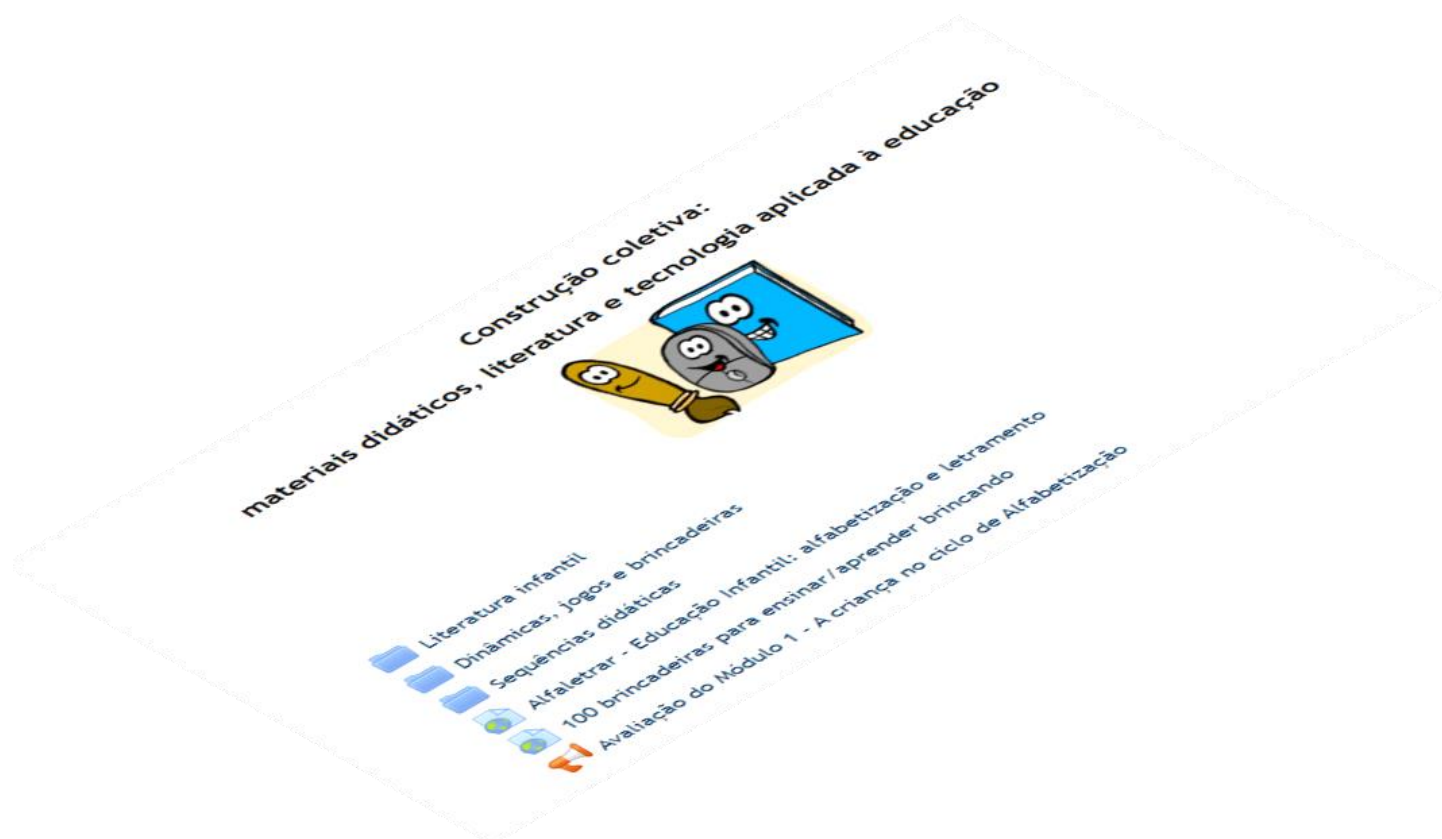 Construção coletiva:
materiais didáticos, literatura e tecnologia aplicada à educação
Literatura infantil
Dinâmicas, jogos e brincadeiras
Sequências didáticas
Alfaletrar - Educação Infantil: alfabetização e letramento
100 brincadeiras para ensinar/aprender brincando
Avaliação do Módulo 1 - A criança no ciclo de Alfabetização